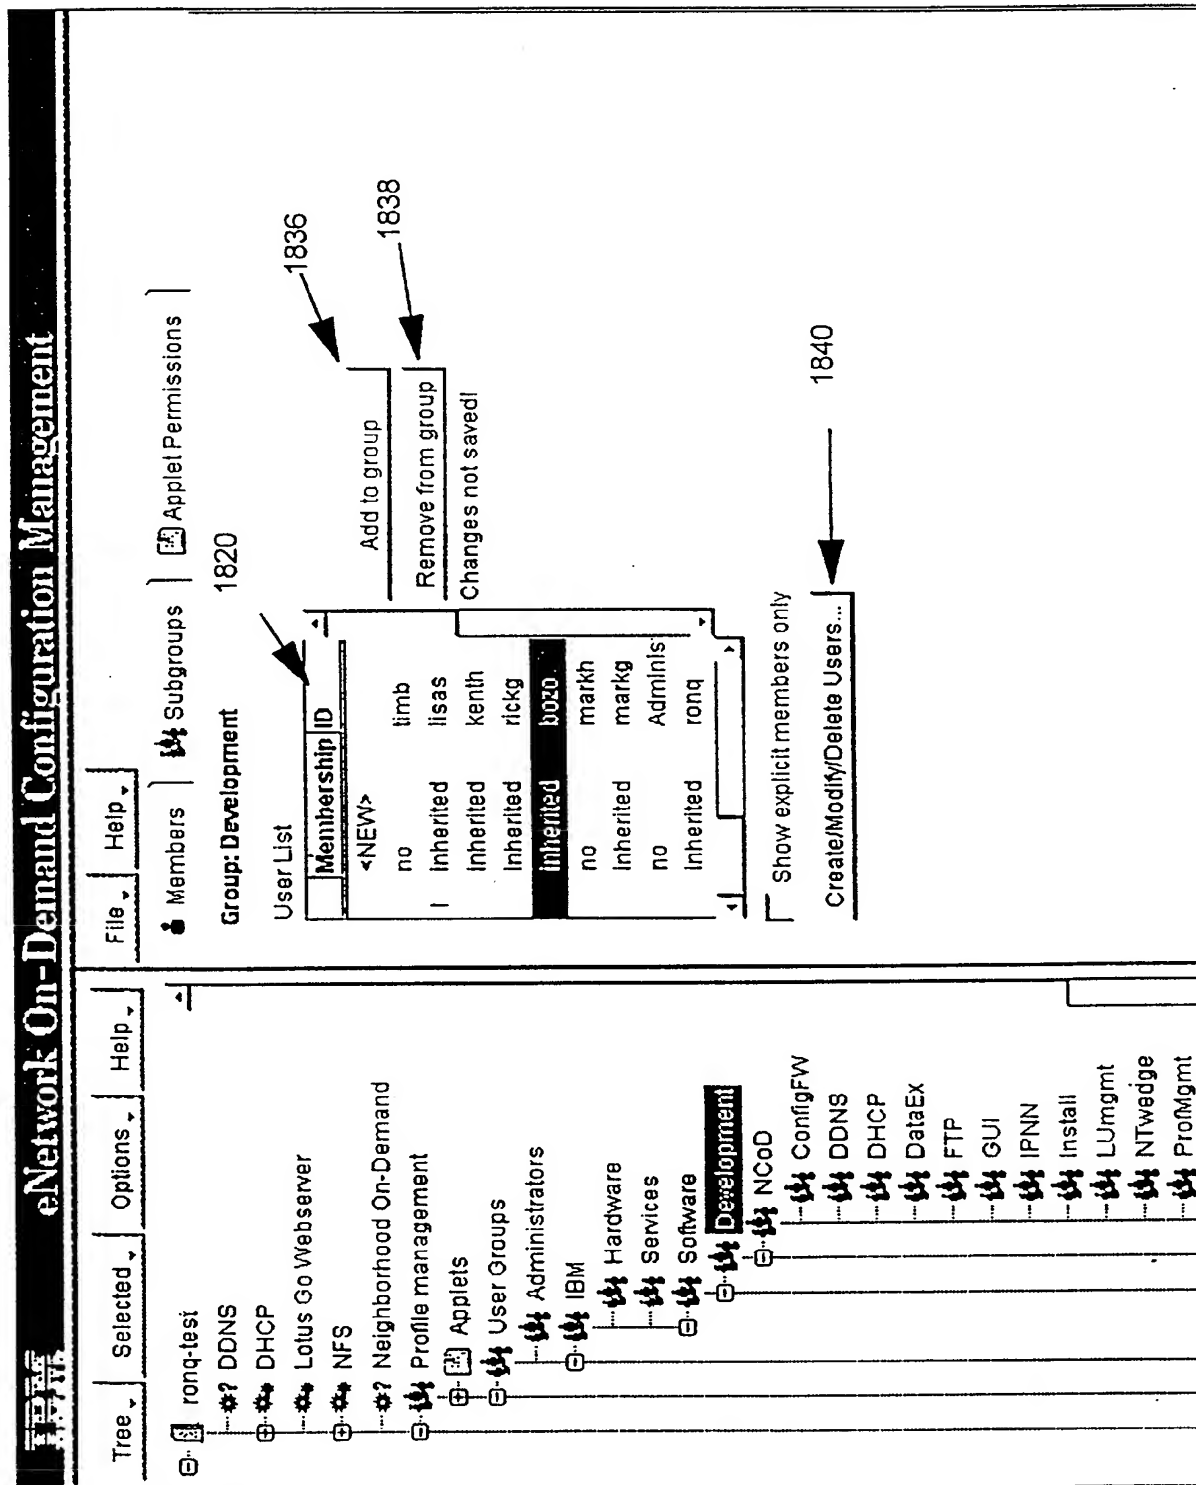 IBM eNetwork On-Demand Configuration Management
Tree Selected Options Help
ronq-test
? DDNS
DHCP
Lotus Go Webserver
NFS
? Neighborhood On-Demand
Profile management
Applets
User Groups
Administrators
IBM
Hardware
Services
Software
Development
NCoD
ConfigFW
DDNS
DHCP
DataEx
FTP
GUI
IPNN
Install
LUmgmt
NTwedge
ProfMgmt
File Help
Members Subgroups Applet Permissions
Group: Development
1820
User List
Membership ID
<NEW>
no timb
I Inherited lisas
Inherited kenth
Inherited rickg
Inherited bozo
no markh
Inherited markg
no Adminis
Inherited ronq
Add to group
1836
Remove from group
1838
Changes not saved!
Show explicit members only
Create/Modify/Delete Users...
1840